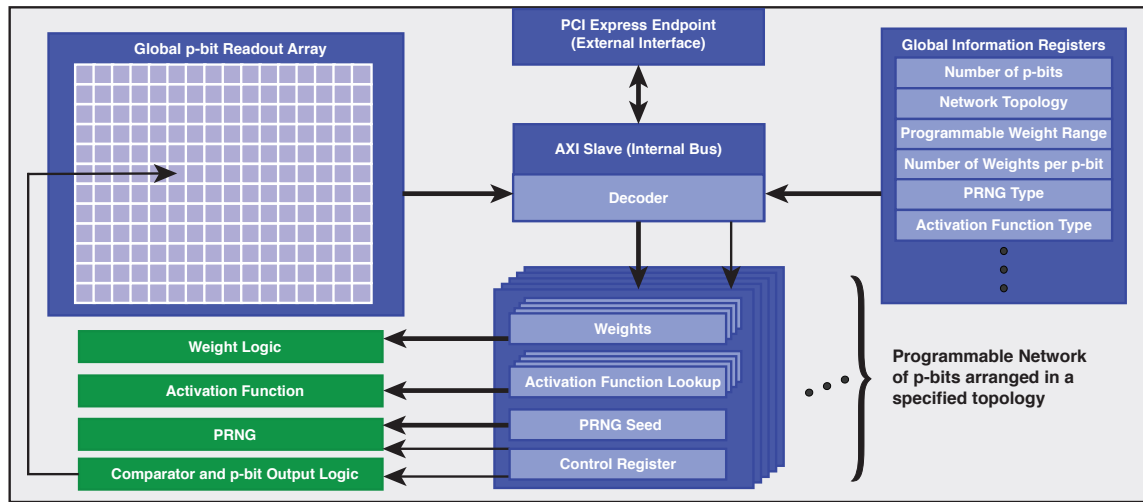 PCI Express Endpoint
(External Interface)
Global p-bit Readout Array
Global Information Registers
Number of p-bits
Network Topology
Programmable Weight Range
Number of Weights per p-bit
PRNG Type
Activation Function Type
AXI Slave (Internal Bus)
Decoder
Weights
Activation Function Lookup
PRNG Seed
Control Register
Weight Logic
Activation Function
PRNG
Comparator and p-bit Output Logic
Programmable Network
of p-bits arranged in a
specified topology